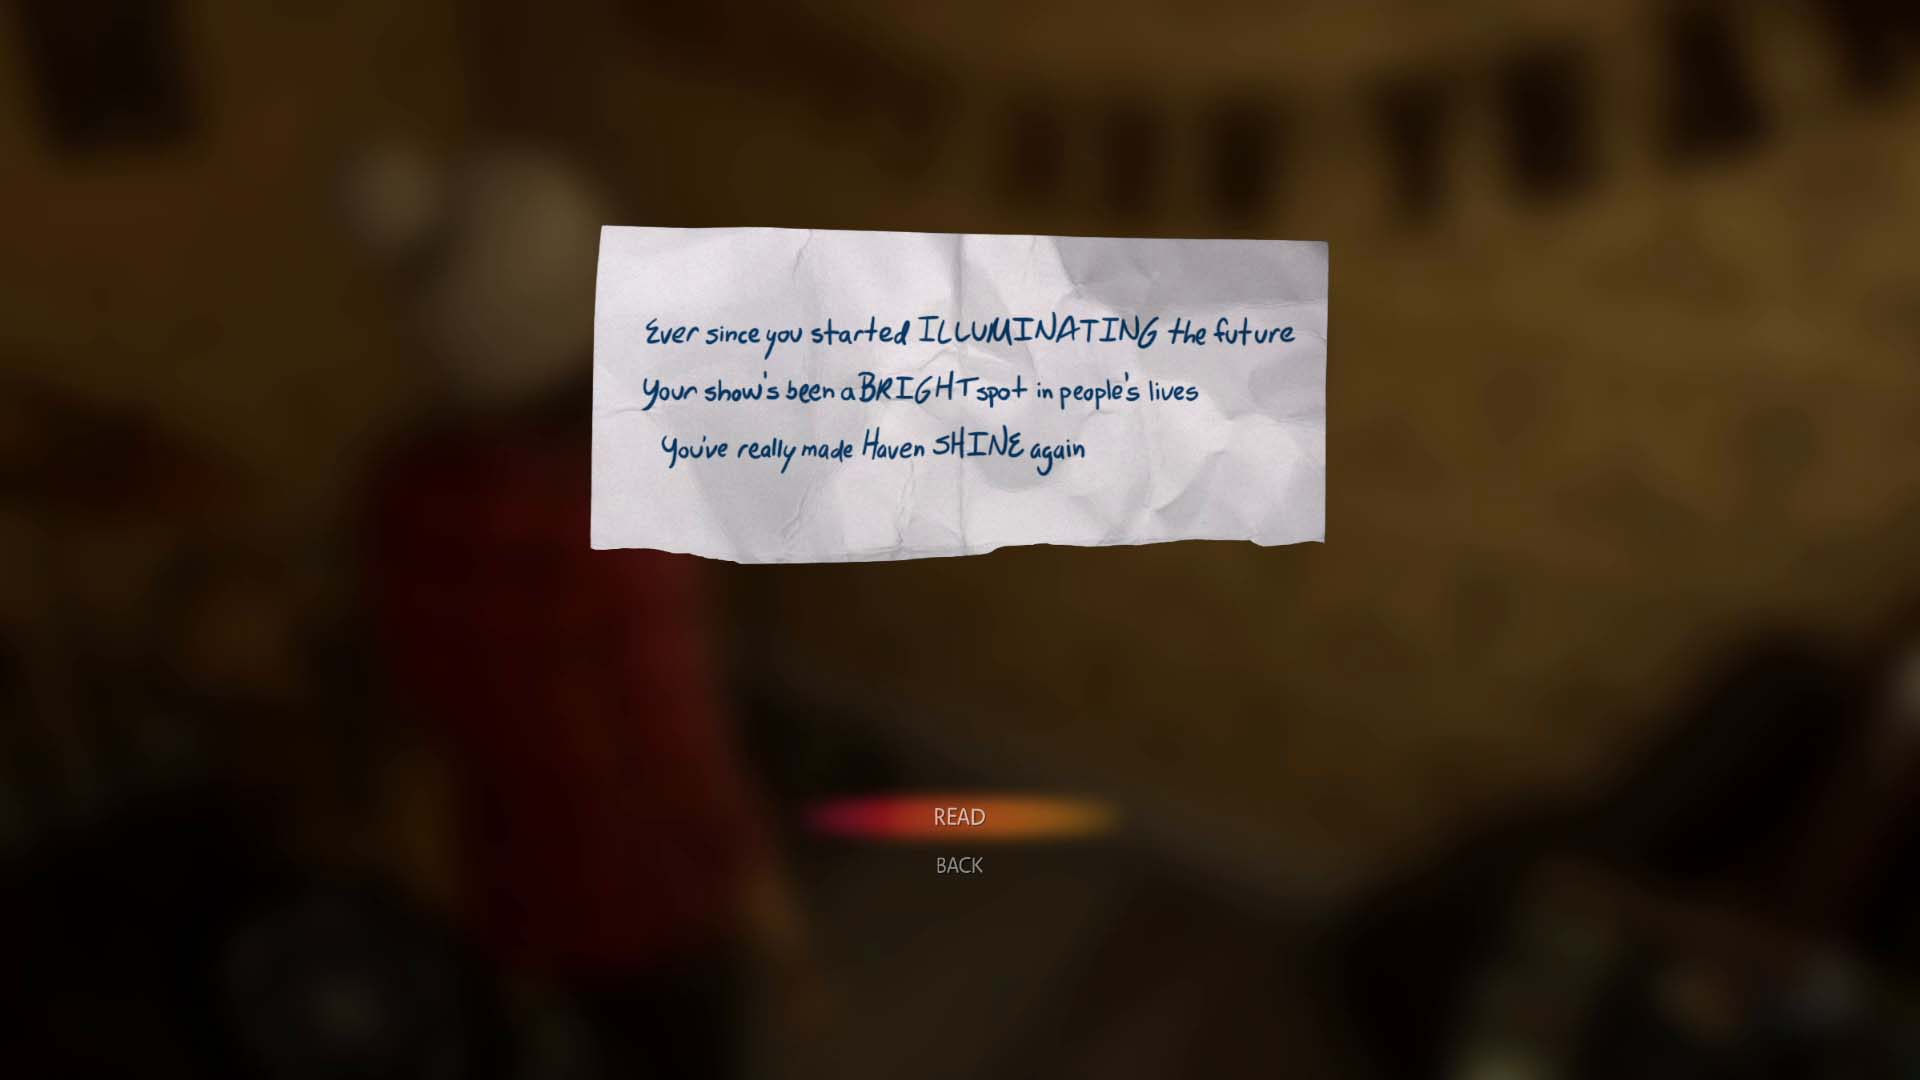 Ever since you started ILLUMINATING the future
Your show's been a BRIGHT spot in people's lives
You've really made Haven SHINE again
READ
BACK